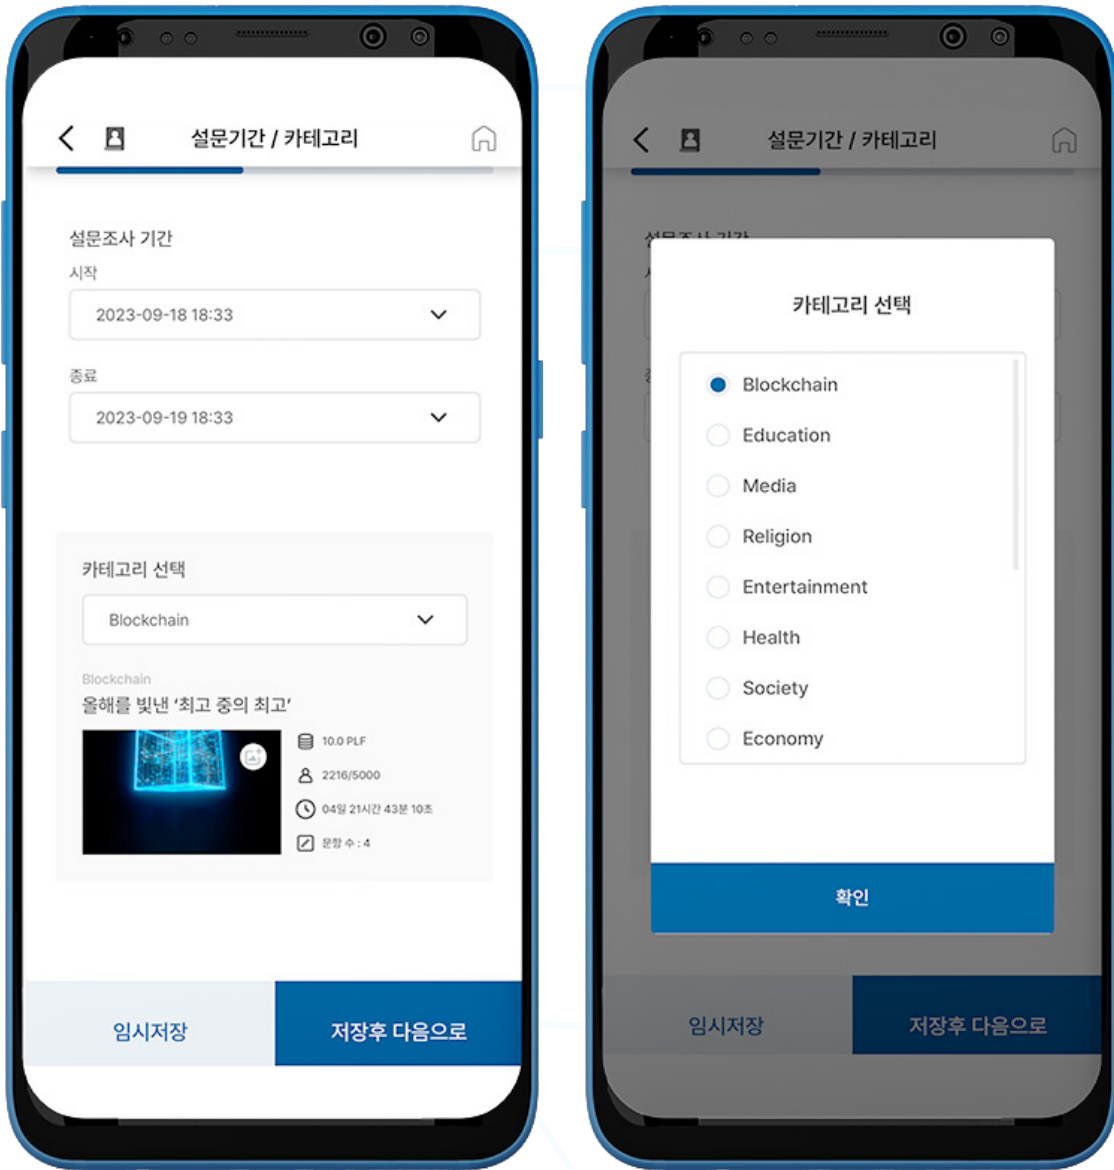 설문기간 / 카테고리
설문조사 기간
시작
2023-09-18 18:33
종료
2023-09-19 18:33
카테고리 선택
Blockchain
Blockchain
올해를 빛낸 ‘최고 중의 최고’
10.0 PLF
2216/5000
04일 21시간 43분 10초
문항 수 : 4
임시저장
저장후 다음으로
설문기간 / 카테고리
설문조사 기간
카테고리 선택
Blockchain
Education
Media
Religion
Entertainment
Health
Society
Economy
확인
임시저장
저장후 다음으로